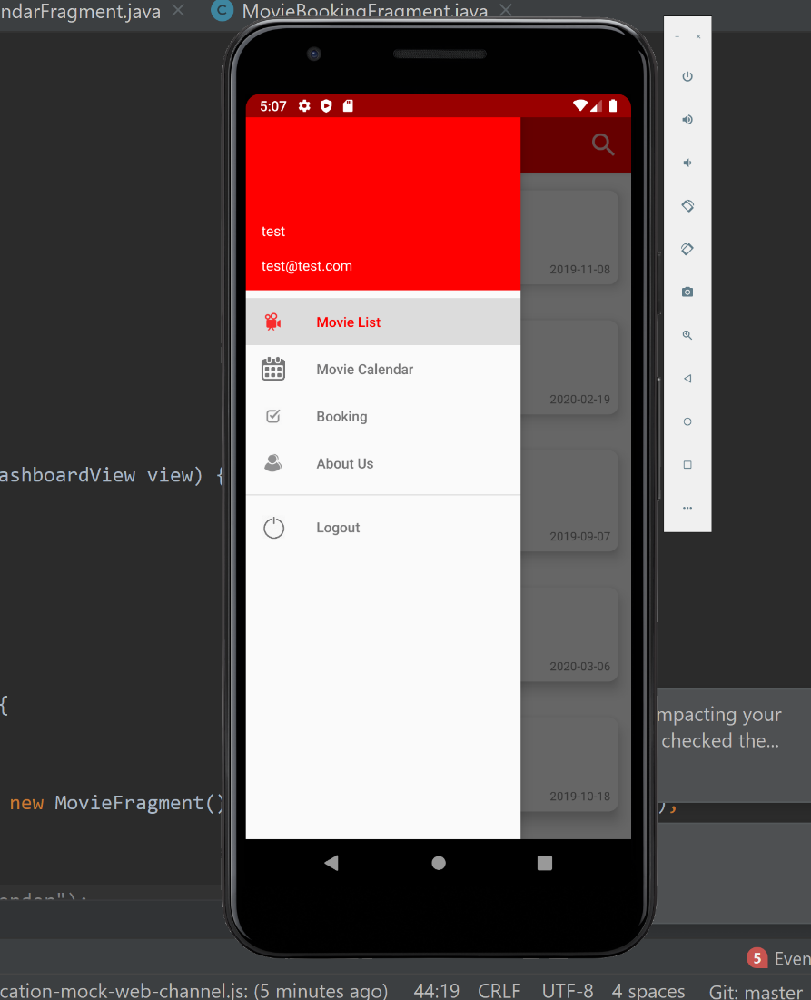 ndarFragment.java
MovieBookingFragment.java
5:07
test
test@test.com
2019-11-08
Movie List
Movie Calendar
2020-02-19
Booking
About Us
ashboardView view) {
Logout
2019-09-07
2020-03-06
{
mpacting your
checked the...
new MovieFragment()
2019-10-18
);
5 Even
cation-mock-web-channel.js: (5 minutes ago) 44:19 CRLF UTF-8 4 spaces Git: master